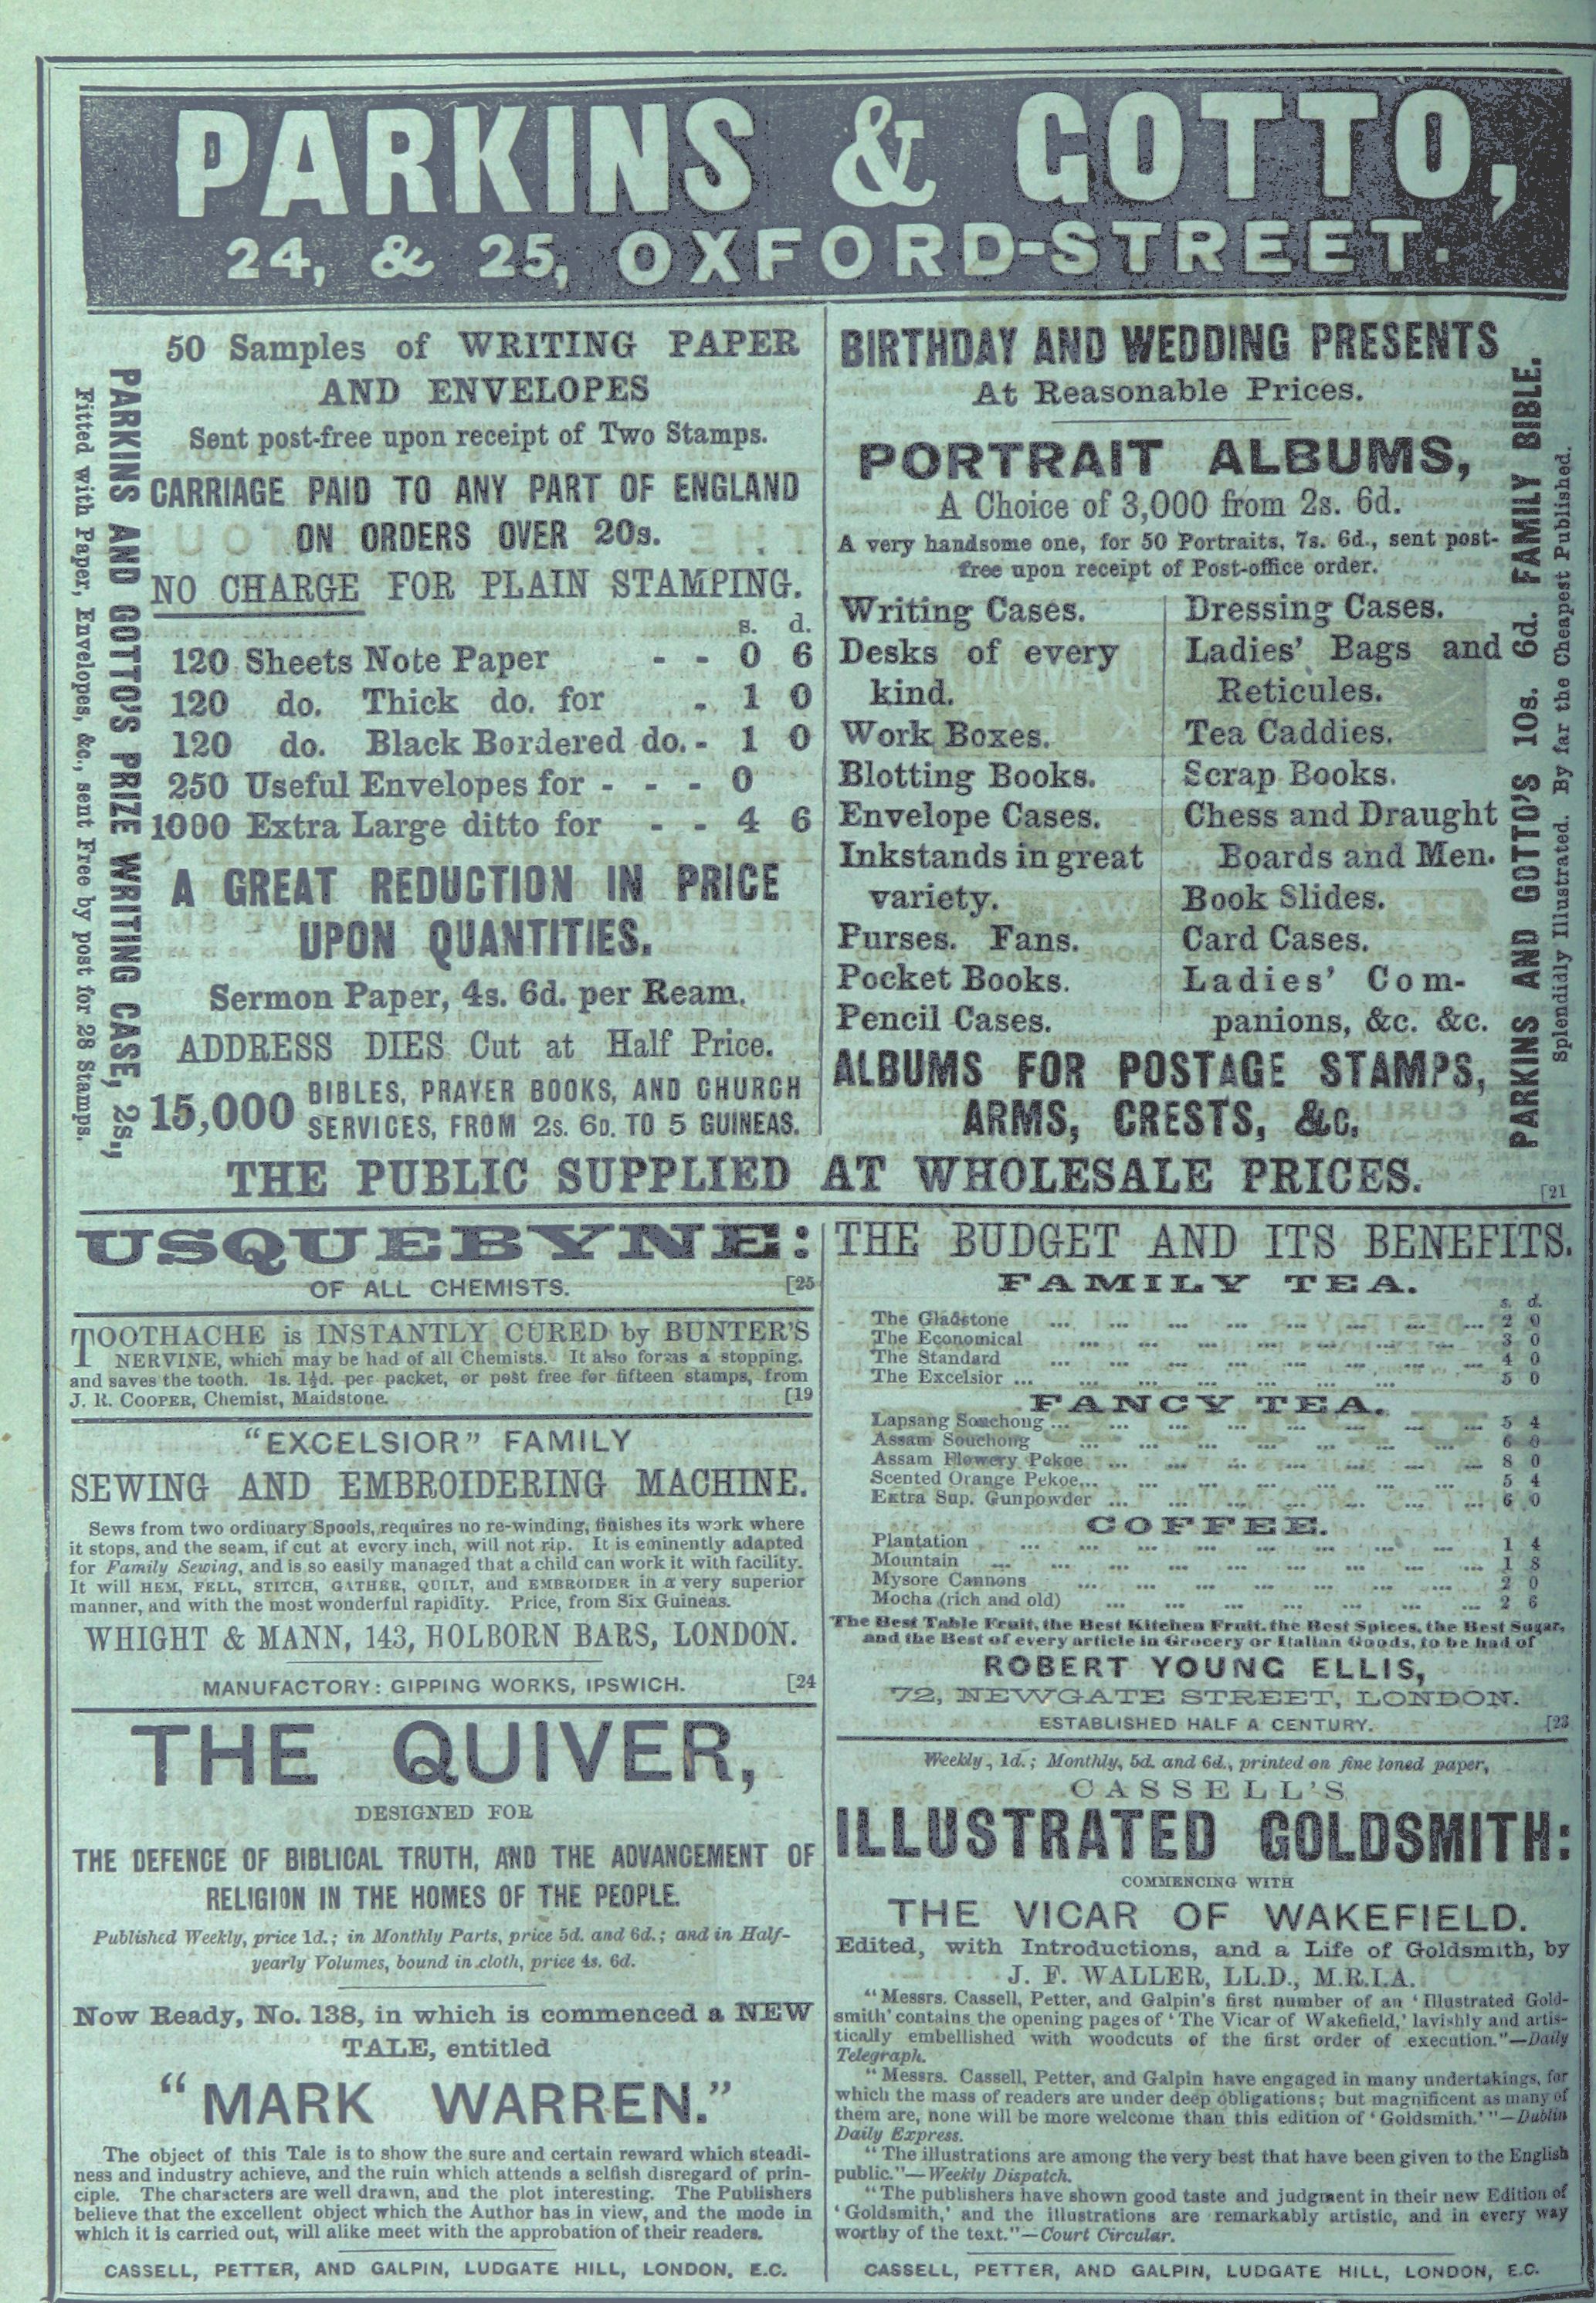 PARKINS & GOTTO,
24, & 25, OXFORD-STREET.
PARKINS AND GOTTO'S PRIZE WRITING CASE, 2s.,
Fitted with Paper, Envelopes, &c., sent Free by post for 28 Stamps.
50 Samples of WRITING PAPER
AND ENVELOPES
Sent post-free upon receipt of Two Stamps.
CARRIAGE PAID TO ANY PART OF ENGLAND
ON ORDERS OVER 20s.
NO CHARGE FOR PLAIN STAMPING.
s. d.
120 Sheets Note Paper - - 0 6
120 do. Thick do. for - 1 0
120 do. Black Bordered do. - 1 0
250 Useful Envelopes for - - - 0
1000 Extra Large ditto for - - 4 6
A GREAT REDUCTION IN PRICE
UPON QUANTITIES.
Sermon Paper, 4s. 6d. per Ream.
ADDRESS DIES Cut at Half Price.
15,000 BIBLES, PRAYER BOOKS, AND CHURCH
SERVICES, FROM 2s. 6D. TO 5 GUINEAS.
BIRTHDAY AND WEDDING PRESENTS
At Reasonable Prices.
PORTRAIT ALBUMS,
A Choice of 3,000 from 2s. 6d.
A very handsome one, for 50 Portraits, 7s. 6d., sent post-
free upon receipt of Post-office order.
Writing Cases.
Desks of every
kind.
Work Boxes.
Blotting Books.
Envelope Cases.
Inkstands in great
variety.
Purses. Fans.
Pocket Books.
Pencil Cases.
Dressing Cases.
Ladies' Bags and
Reticules.
Tea Caddies.
Scrap Books.
Chess and Draught
Boards and Men.
Book Slides.
Card Cases.
Ladies' Com-
panions, &c. &c.
ALBUMS FOR POSTAGE STAMPS,
ARMS, CRESTS, &c.
PARKINS AND GOTTO'S 10s. 6d. FAMILY BIBLE.
Splendidly Illustrated. By far the Cheapest Published.
THE PUBLIC SUPPLIED AT WHOLESALE PRICES.
[21
USQUEBYNE:
OF ALL CHEMISTS. [25
TOOTHACHE is INSTANTLY CURED by BUNTER'S
NERVINE, which may be had of all Chemists. It also forms a stopping,
and saves the tooth. 1s. 1½d. per packet, or post free for fifteen stamps, from
J. R. COOPER, Chemist, Maidstone. [19
"EXCELSIOR" FAMILY
SEWING AND EMBROIDERING MACHINE.
Sews from two ordinary Spools, requires no re-winding, finishes its work where
it stops, and the seam, if cut at every inch, will not rip. It is eminently adapted
for Family Sewing, and is so easily managed that a child can work it with facility.
It will HEM, FELL, STITCH, GATHER, QUILT, and EMBROIDER in a very superior
manner, and with the most wonderful rapidity. Price, from Six Guineas.
WHIGHT & MANN, 143, HOLBORN BARS, LONDON.
MANUFACTORY: GIPPING WORKS, IPSWICH. [24
THE QUIVER,
DESIGNED FOR
THE DEFENCE OF BIBLICAL TRUTH, AND THE ADVANCEMENT OF
RELIGION IN THE HOMES OF THE PEOPLE.
Published Weekly, price 1d.; in Monthly Parts, price 5d. and 6d.; and in Half-
yearly Volumes, bound in cloth, price 4s. 6d.
Now Ready, No. 138, in which is commenced a NEW
TALE, entitled
"MARK WARREN."
The object of this Tale is to show the sure and certain reward which steadi-
ness and industry achieve, and the ruin which attends a selfish disregard of prin-
ciple. The characters are well drawn, and the plot interesting. The Publishers
believe that the excellent object which the Author has in view, and the mode in
which it is carried out, will alike meet with the approbation of their readers.
CASSELL, PETTER, AND GALPIN, LUDGATE HILL, LONDON, E.C.
THE BUDGET AND ITS BENEFITS.
FAMILY TEA.
s. d.
The Gladstone ... ... ... ... ... ... ... 2 0
The Economical ... ... ... ... ... ... 3 0
The Standard ... ... ... ... ... ... ... 4 0
The Excelsior ... ... ... ... ... ... ... 5 0
FANCY TEA.
Lapsang Souchong ... ... ... ... ... ... ... 5 4
Assam Souchong ... ... ... ... ... ... 6 0
Assam Flowery Pekoe ... ... ... ... ... ... ... 8 0
Scented Orange Pekoe... ... ... ... ... ... ... 5 4
Extra Sup. Gunpowder ... ... ... ... ... ... ... 6 0
COFFEE.
Plantation ... ... ... ... ... ... ... 1 4
Mountain ... ... ... ... ... ... ... 1 8
Mysore Cannons ... ... ... ... ... ... 2 0
Mocha (rich and old) ... ... ... ... ... ... 2 6
The Best Table Fruit, the Best Kitchen Fruit, the Best Spices, the Best Sugar,
and the Best of every article in Grocery or Italian Goods, to be had of
ROBERT YOUNG ELLIS,
72, NEWGATE STREET, LONDON.
ESTABLISHED HALF A CENTURY. [23
Weekly, 1d.; Monthly, 5d. and 6d., printed on fine toned paper,
CASSELL'S
ILLUSTRATED GOLDSMITH:
COMMENCING WITH
THE VICAR OF WAKEFIELD.
Edited, with Introductions, and a Life of Goldsmith, by
J. F. WALLER, LL.D., M.R.I.A.
"Messrs. Cassell, Petter, and Galpin's first number of an 'Illustrated Gold-
smith' contains the opening pages of 'The Vicar of Wakefield,' lavishly and artis-
tically embellished with woodcuts of the first order of execution."—Daily
Telegraph.
"Messrs. Cassell, Petter, and Galpin have engaged in many undertakings, for
which the mass of readers are under deep obligations; but magnificent as many of
them are, none will be more welcome than this edition of 'Goldsmith.'"—Dublin
Daily Express.
"The illustrations are among the very best that have been given to the English
public."—Weekly Dispatch.
"The publishers have shown good taste and judgment in their new Edition of
'Goldsmith,' and the illustrations are remarkably artistic, and in every way
worthy of the text."—Court Circular.
CASSELL, PETTER, AND GALPIN, LUDGATE HILL, LONDON, E.C.